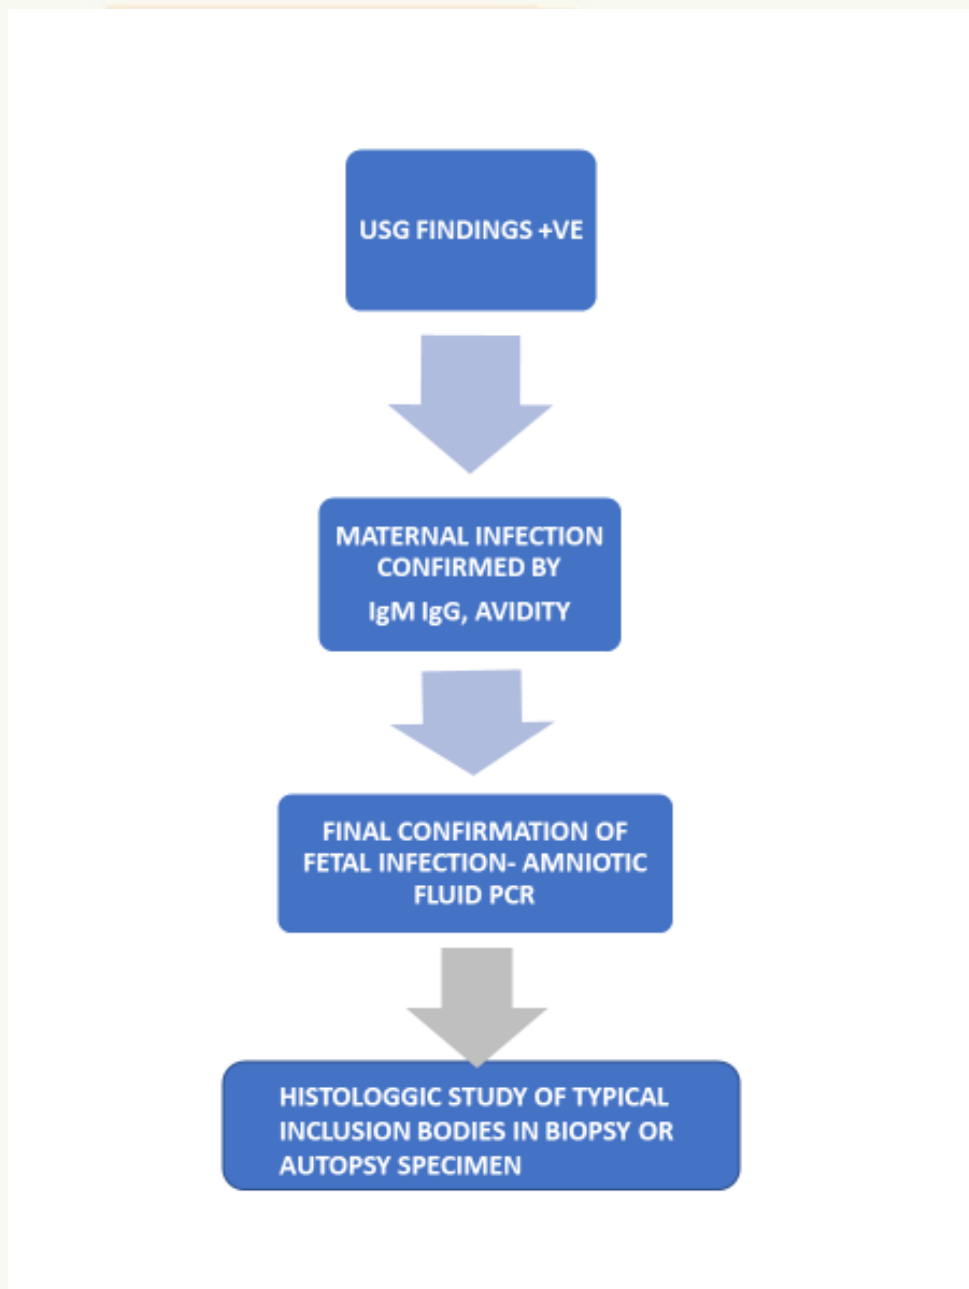 USG FINDINGS +VE
MATERNAL INFECTION
CONFIRMED BY
IgM IgG, AVIDITY
FINAL CONFIRMATION OF
FETAL INFECTION- AMNIOTIC
FLUID PCR
HISTOLOGGIC STUDY OF TYPICAL
INCLUSION BODIES IN BIOPSY OR
AUTOPSY SPECIMEN